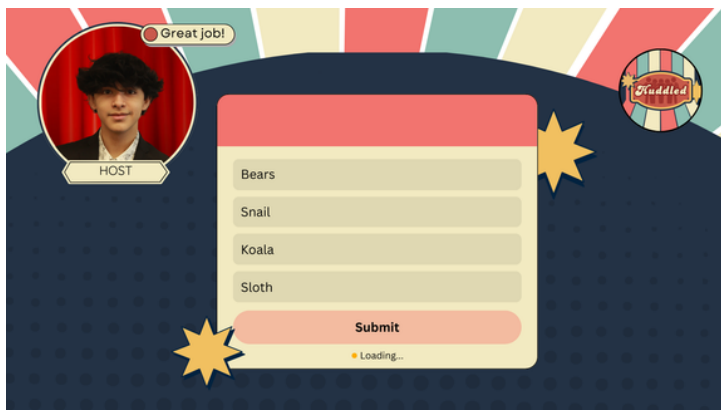 Great job!
HOST
Huddled
Bears
Snail
Koala
Sloth
Submit
Loading...